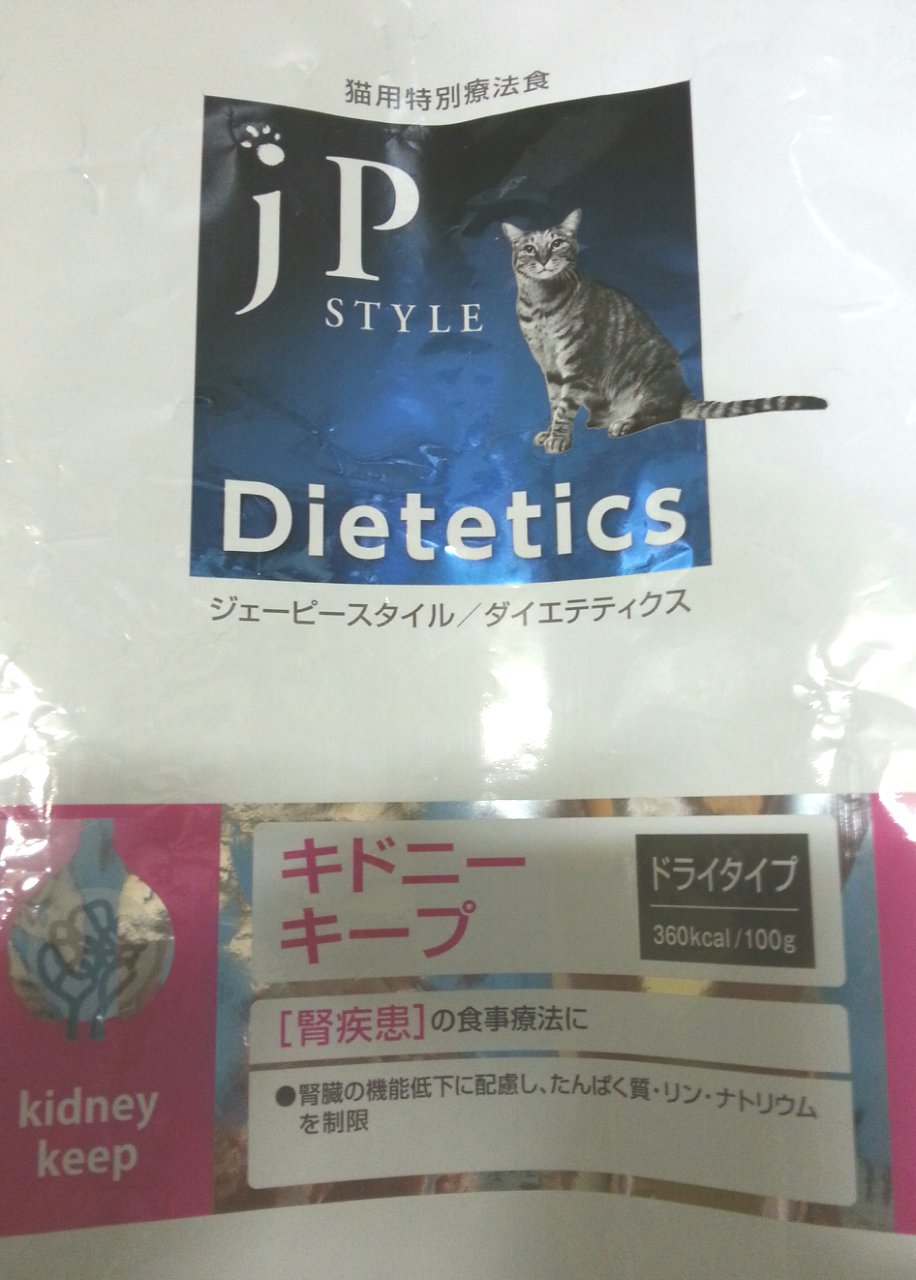 猫用特別療法食
jP
STYLE
Dietetics
ジェーピースタイル／ダイエテティクス
キドニー
キープ
ドライタイプ
360kcal/100g
[腎疾患]の食事療法に
●腎臓の機能低下に配慮し、たんぱく質・リン・ナトリウム
を制限
kidney
keep